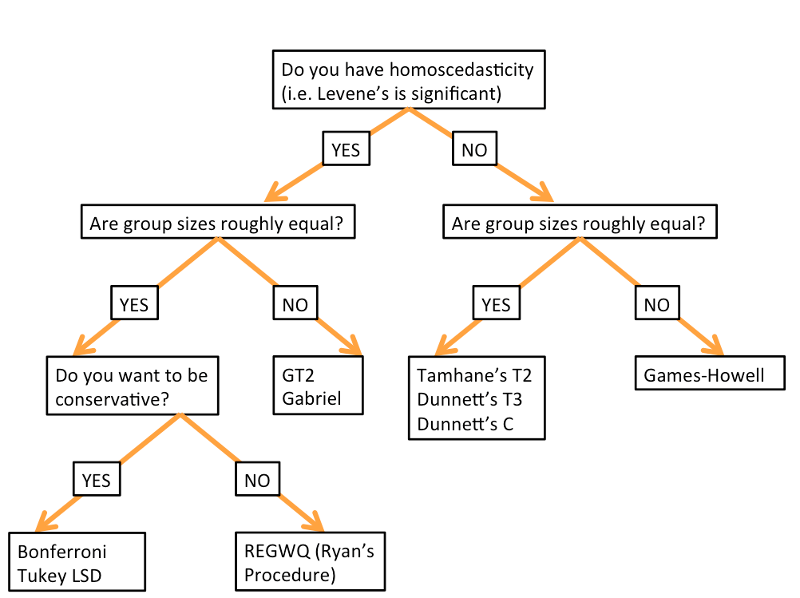 Do you have homoscedasticity
(i.e. Levene's is significant)
YES
NO
Are group sizes roughly equal?
Are group sizes roughly equal?
YES
NO
YES
NO
Do you want to be
conservative?
GT2
Gabriel
Tamhane's T2
Dunnett's T3
Dunnett's C
Games-Howell
YES
NO
Bonferroni
Tukey LSD
REGWQ (Ryan's
Procedure)